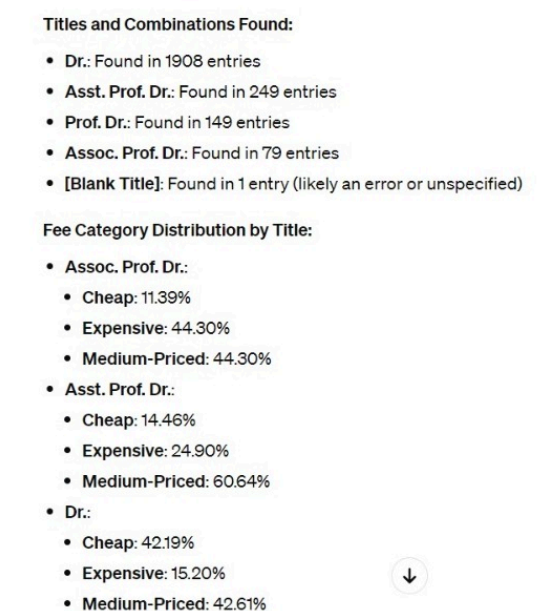 Titles and Combinations Found:
• Dr.: Found in 1908 entries
• Asst. Prof. Dr.: Found in 249 entries
• Prof. Dr.: Found in 149 entries
• Assoc. Prof. Dr.: Found in 79 entries
• [Blank Title]: Found in 1 entry (likely an error or unspecified)
Fee Category Distribution by Title:
• Assoc. Prof. Dr.:
• Cheap: 11.39%
• Expensive: 44.30%
• Medium-Priced: 44.30%
• Asst. Prof. Dr.:
• Cheap: 14.46%
• Expensive: 24.90%
• Medium-Priced: 60.64%
• Dr.:
• Cheap: 42.19%
• Expensive: 15.20%
• Medium-Priced: 42.61%